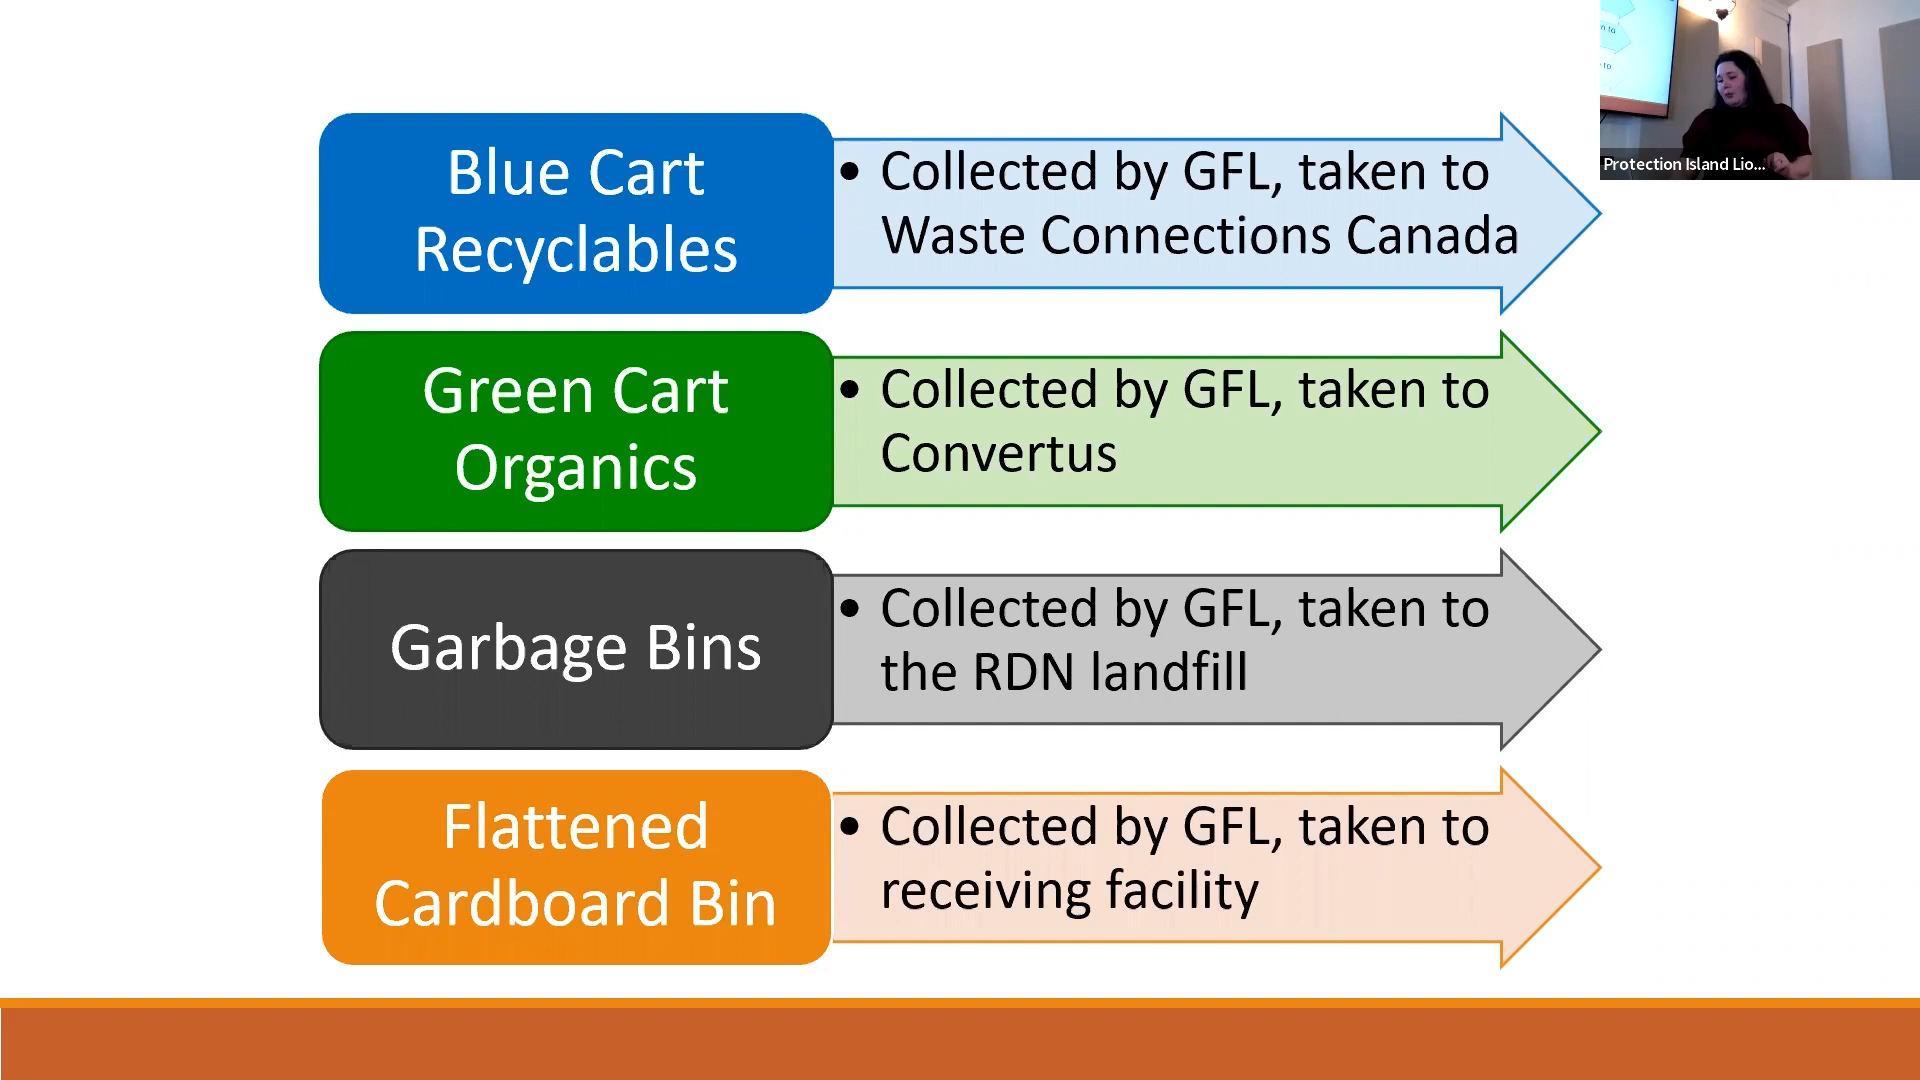 Blue Cart
Recyclables
• Collected by GFL, taken to
Waste Connections Canada
Green Cart
Organics
• Collected by GFL, taken to
Convertus
Garbage Bins
• Collected by GFL, taken to
the RDN landfill
Flattened
Cardboard Bin
• Collected by GFL, taken to
receiving facility
Protection Island Lio...